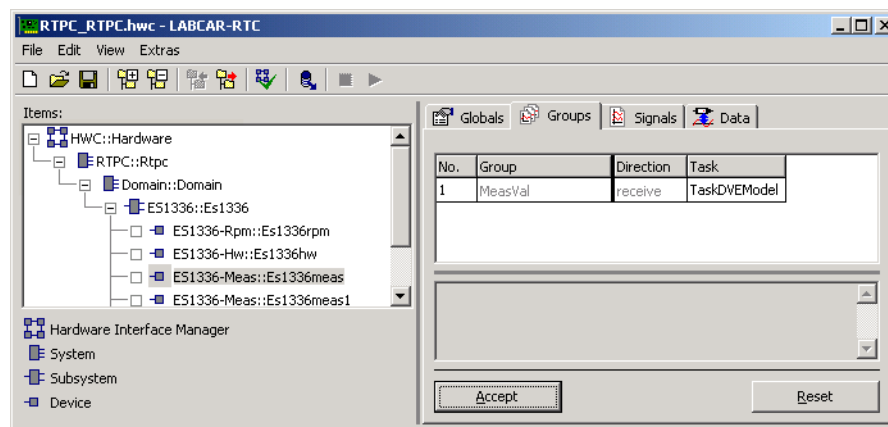 RTPC_RTPC.hwc - LABCAR-RTC
File Edit View Extras
Items:
HWC::Hardware
RTPC::Rtpc
Domain::Domain
ES1336::Es1336
ES1336-Rpm::Es1336rpm
ES1336-Hw::Es1336hw
ES1336-Meas::Es1336meas
ES1336-Meas::Es1336meas1
Hardware Interface Manager
System
Subsystem
Device
Globals Groups Signals Data
No. Group Direction Task
1 MeasVal receive TaskDVEModel
Accept Reset